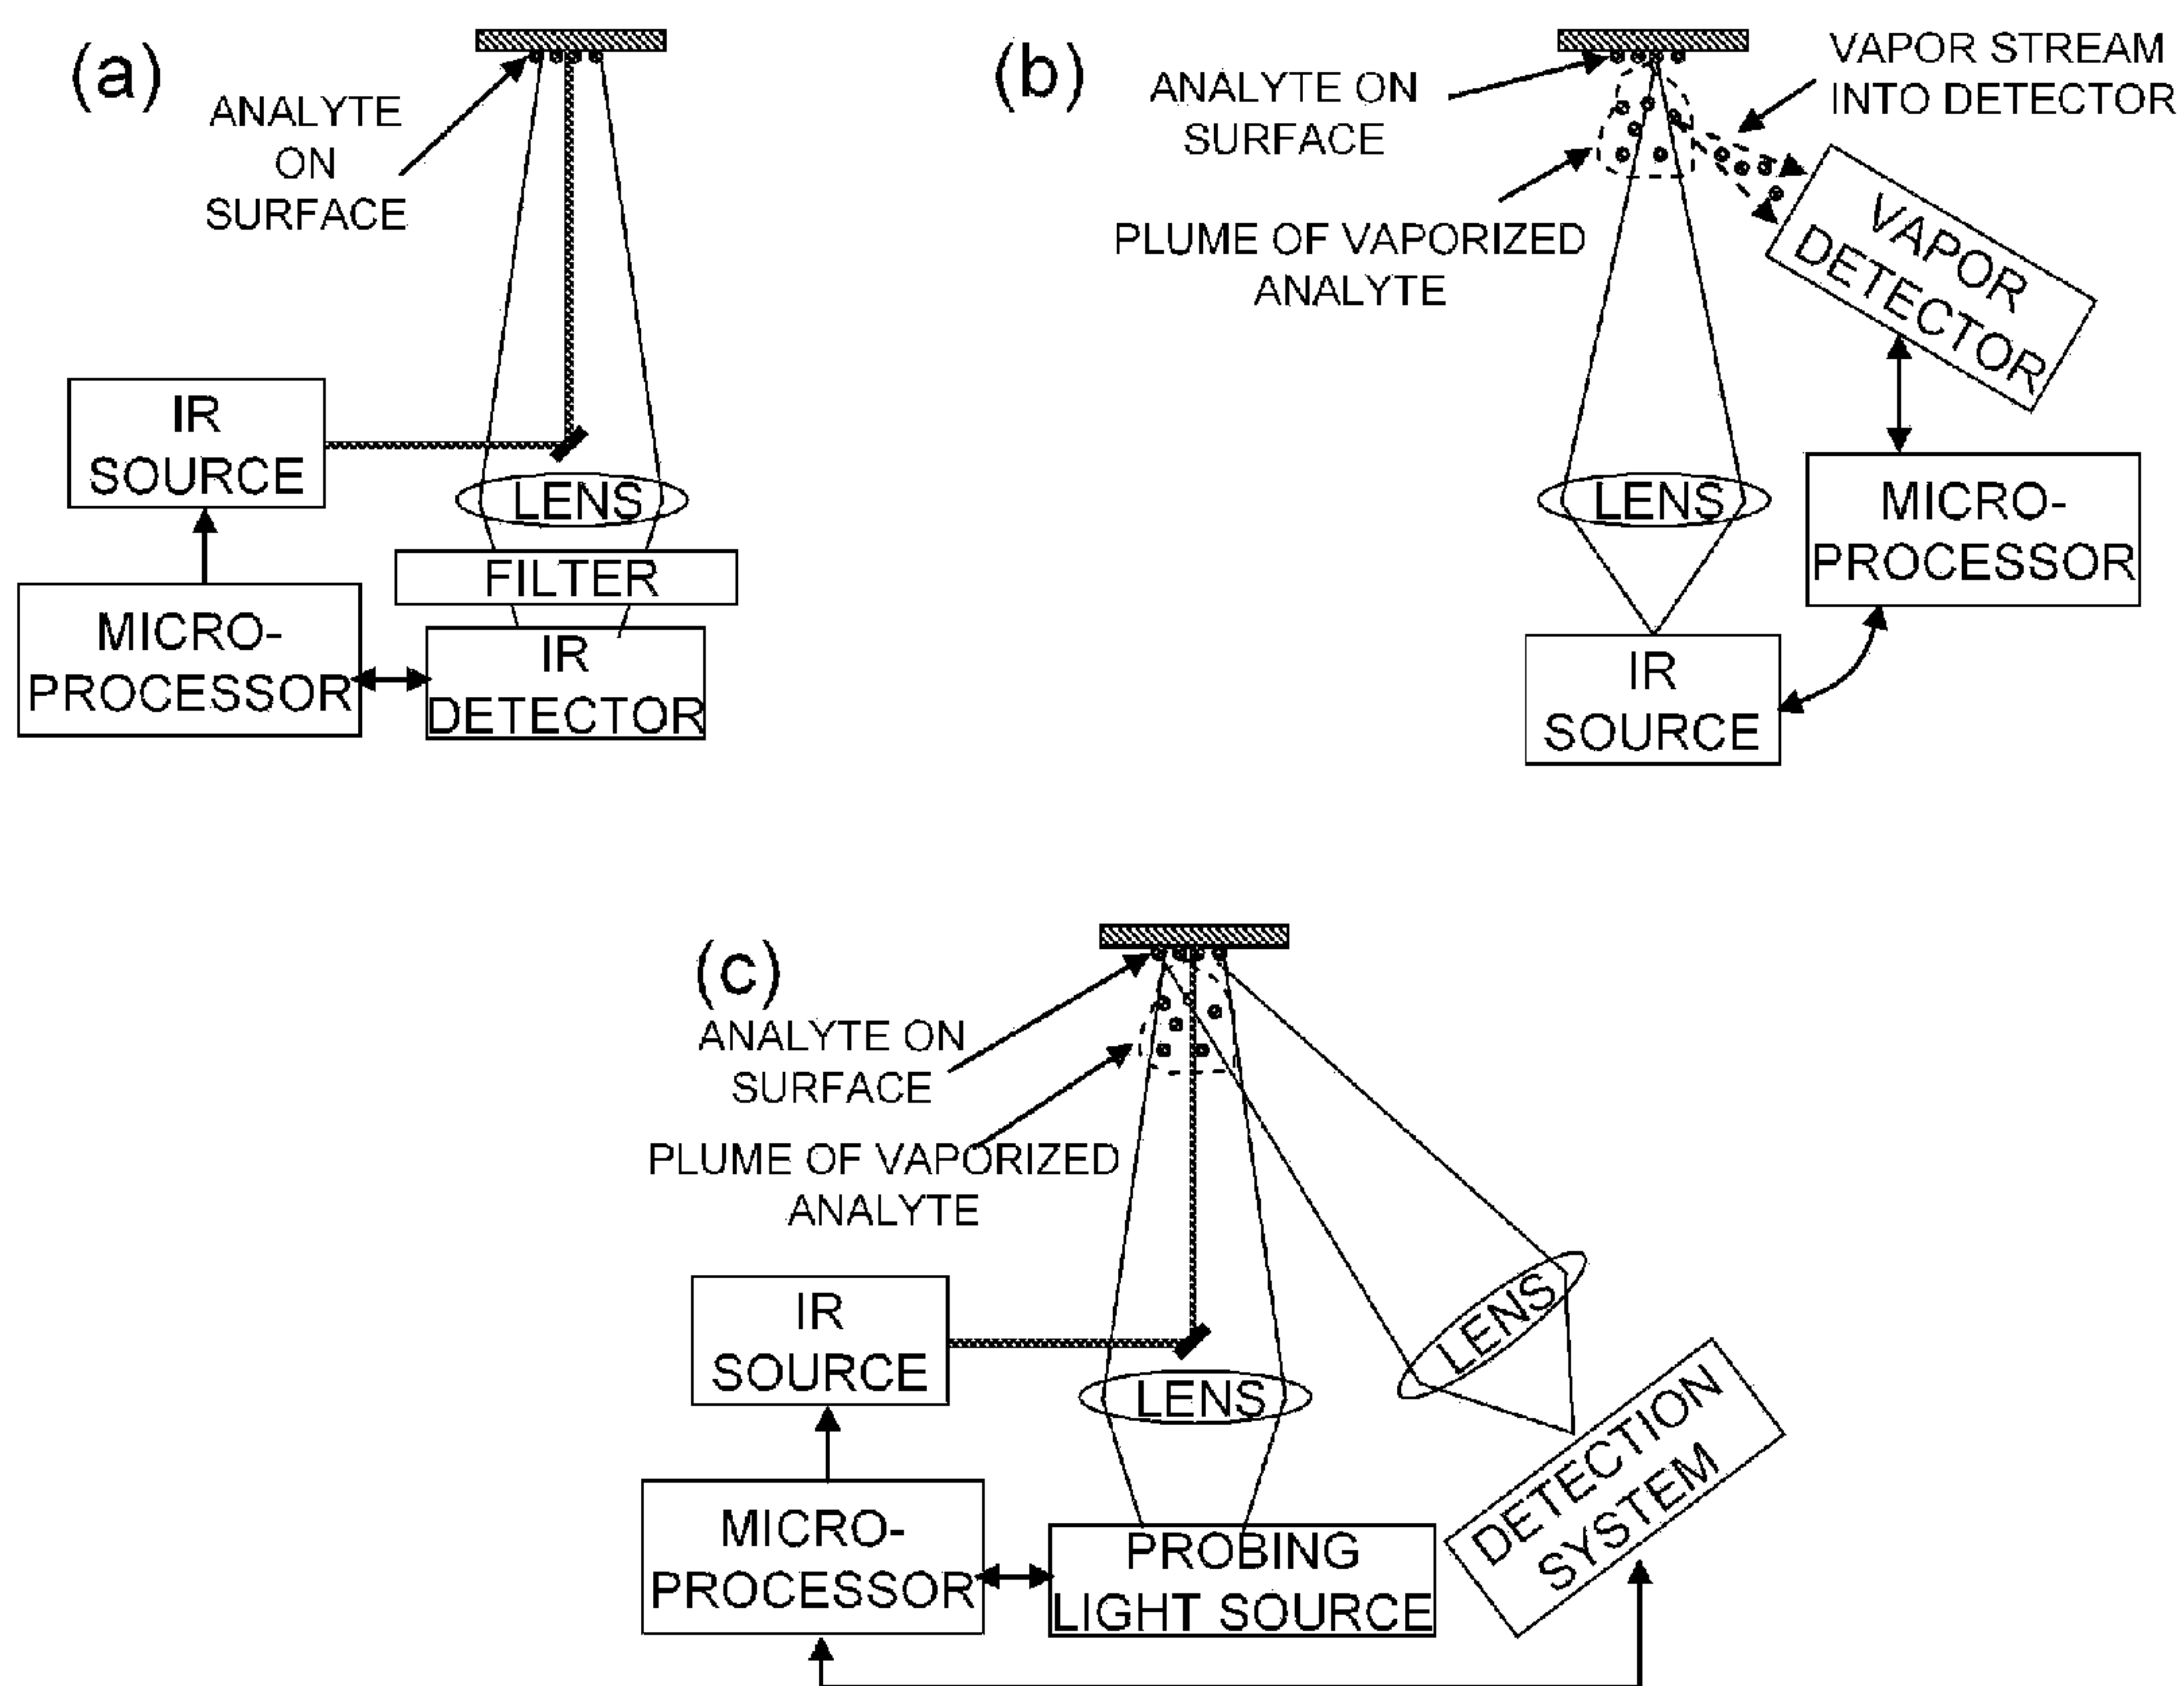 (a)
ANALYTE
ON
SURFACE
IR
SOURCE
LENS
FILTER
MICRO-
PROCESSOR
IR
DETECTOR
(b)
ANALYTE ON
SURFACE
VAPOR STREAM
INTO DETECTOR
PLUME OF VAPORIZED
ANALYTE
VAPOR
DETECTOR
LENS
MICRO-
PROCESSOR
IR
SOURCE
(c)
ANALYTE ON
SURFACE
PLUME OF VAPORIZED
ANALYTE
IR
SOURCE
LENS
LENS
MICRO-
PROCESSOR
PROBING
LIGHT SOURCE
DETECTION
SYSTEM